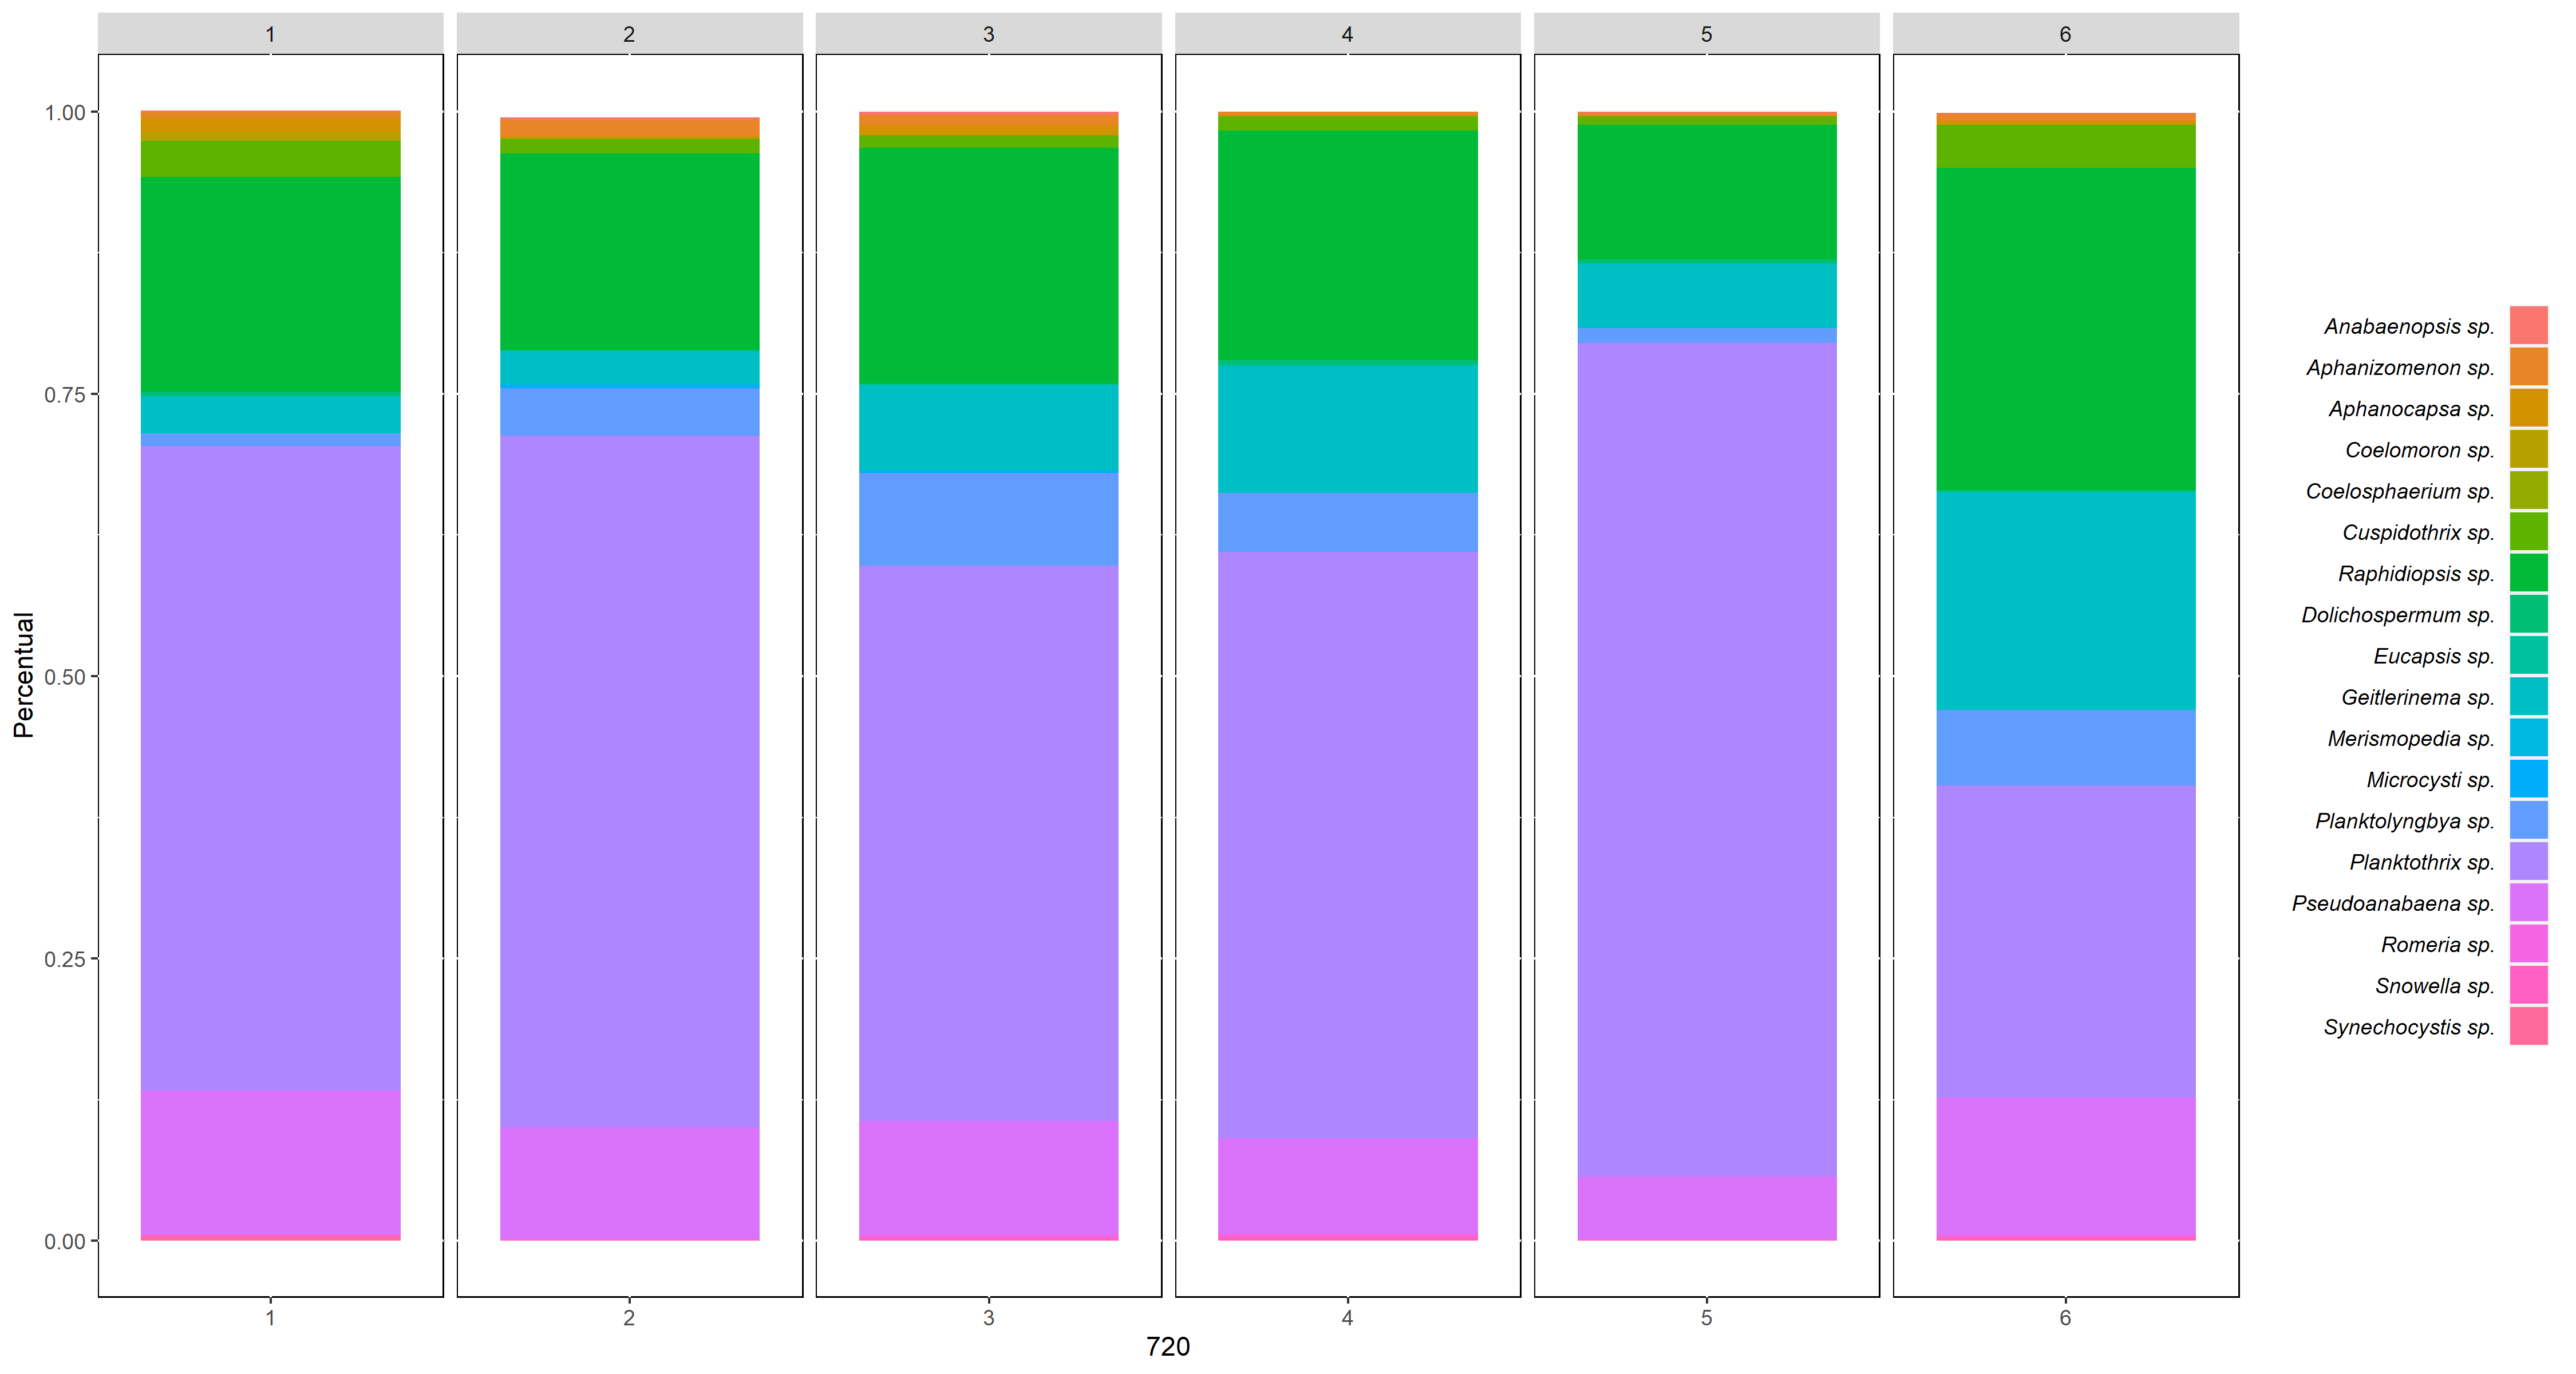 1 2 3 4 5 6
1.00
0.75
0.50
0.25
0.00
Percentual
1 2 3 4 5 6
720
Anabaenopsis sp.
Aphanizomenon sp.
Aphanocapsa sp.
Coelomoron sp.
Coelosphaerium sp.
Cuspidothrix sp.
Raphidiopsis sp.
Dolichospermum sp.
Eucapsis sp.
Geitlerinema sp.
Merismopedia sp.
Microcysti sp.
Planktolyngbya sp.
Planktothrix sp.
Pseudoanabaena sp.
Romeria sp.
Snowella sp.
Synechocystis sp.